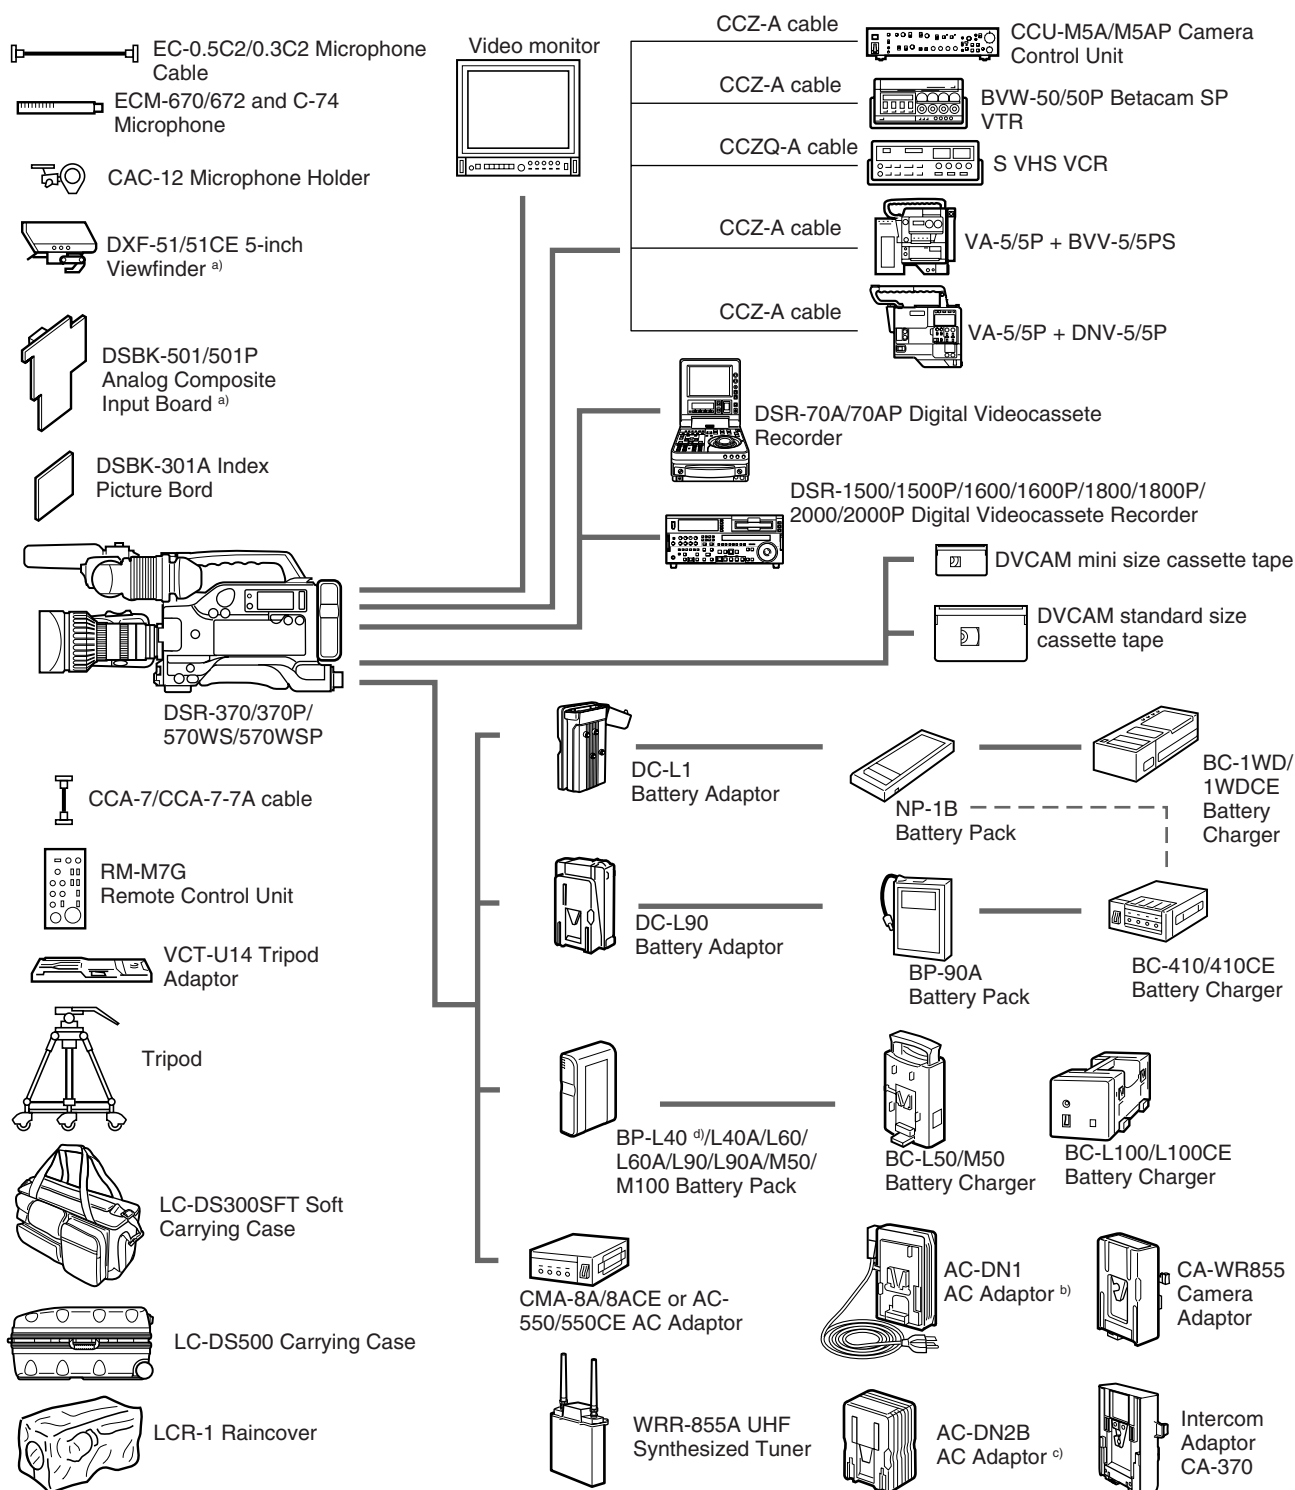 EC-0.5C2/0.3C2 Microphone
Cable
ECM-670/672 and C-74
Microphone
CAC-12 Microphone Holder
DXF-51/51CE 5-inch
Viewfinder a)
DSBK-501/501P
Analog Composite
Input Board a)
DSBK-301A Index
Picture Bord
DSR-370/370P/
570WS/570WSP
CCA-7/CCA-7-7A cable
RM-M7G
Remote Control Unit
VCT-U14 Tripod
Adaptor
Tripod
LC-DS300SFT Soft
Carrying Case
LC-DS500 Carrying Case
LCR-1 Raincover
Video monitor
CCZ-A cable
CCU-M5A/M5AP Camera
Control Unit
CCZ-A cable
BVW-50/50P Betacam SP
VTR
CCZQ-A cable
S VHS VCR
CCZ-A cable
VA-5/5P + BVV-5/5PS
CCZ-A cable
VA-5/5P + DNV-5/5P
DSR-70A/70AP Digital Videocassete
Recorder
DSR-1500/1500P/1600/1600P/1800/1800P/
2000/2000P Digital Videocassete Recorder
DVCAM mini size cassette tape
DVCAM standard size
cassette tape
DC-L1
Battery Adaptor
NP-1B
Battery Pack
BC-1WD/
1WDCE
Battery
Charger
DC-L90
Battery Adaptor
BP-90A
Battery Pack
BC-410/410CE
Battery Charger
BP-L40 d)/L40A/L60/
L60A/L90/L90A/M50/
M100 Battery Pack
BC-L50/M50
Battery Charger
BC-L100/L100CE
Battery Charger
CMA-8A/8ACE or AC-
550/550CE AC Adaptor
AC-DN1
AC Adaptor b)
CA-WR855
Camera
Adaptor
WRR-855A UHF
Synthesized Tuner
AC-DN2B
AC Adaptor c)
Intercom
Adaptor
CA-370